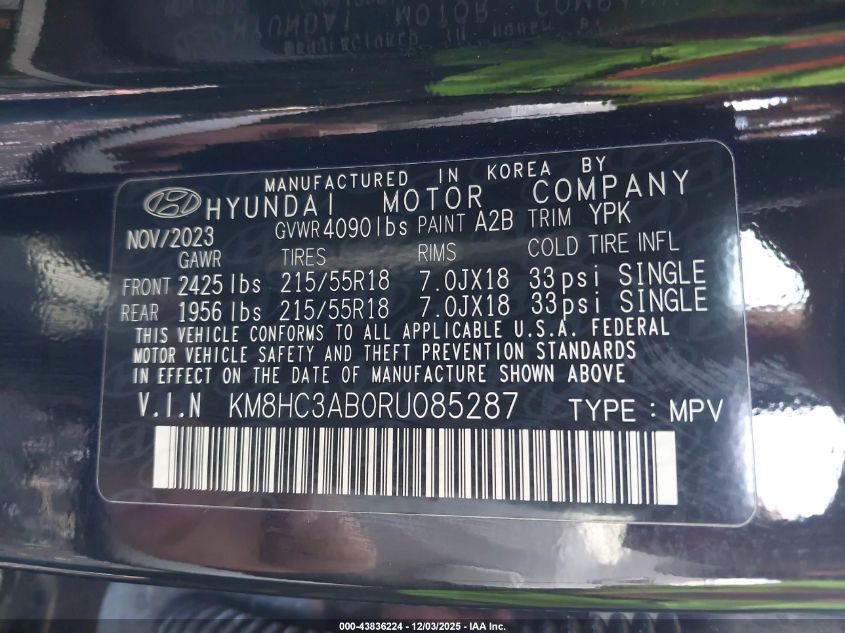 MANUFACTURED IN KOREA BY
HYUNDAI MOTOR COMPANY
NOV/2023 GVWR 4090 lbs PAINT A2B TRIM YPK
GAWR TIRES RIMS COLD TIRE INFL
FRONT 2425 lbs 215/55R18 7.0JX18 33psi SINGLE
REAR 1956 lbs 215/55R18 7.0JX18 33psi SINGLE
THIS VEHICLE CONFORMS TO ALL APPLICABLE U.S.A. FEDERAL
MOTOR VEHICLE SAFETY AND THEFT PREVENTION STANDARDS
IN EFFECT ON THE DATE OF MANUFACTURE SHOWN ABOVE
V.I.N KM8HC3AB0RU085287 TYPE : MPV
000-43836224 - 12/03/2025 - IAA Inc.